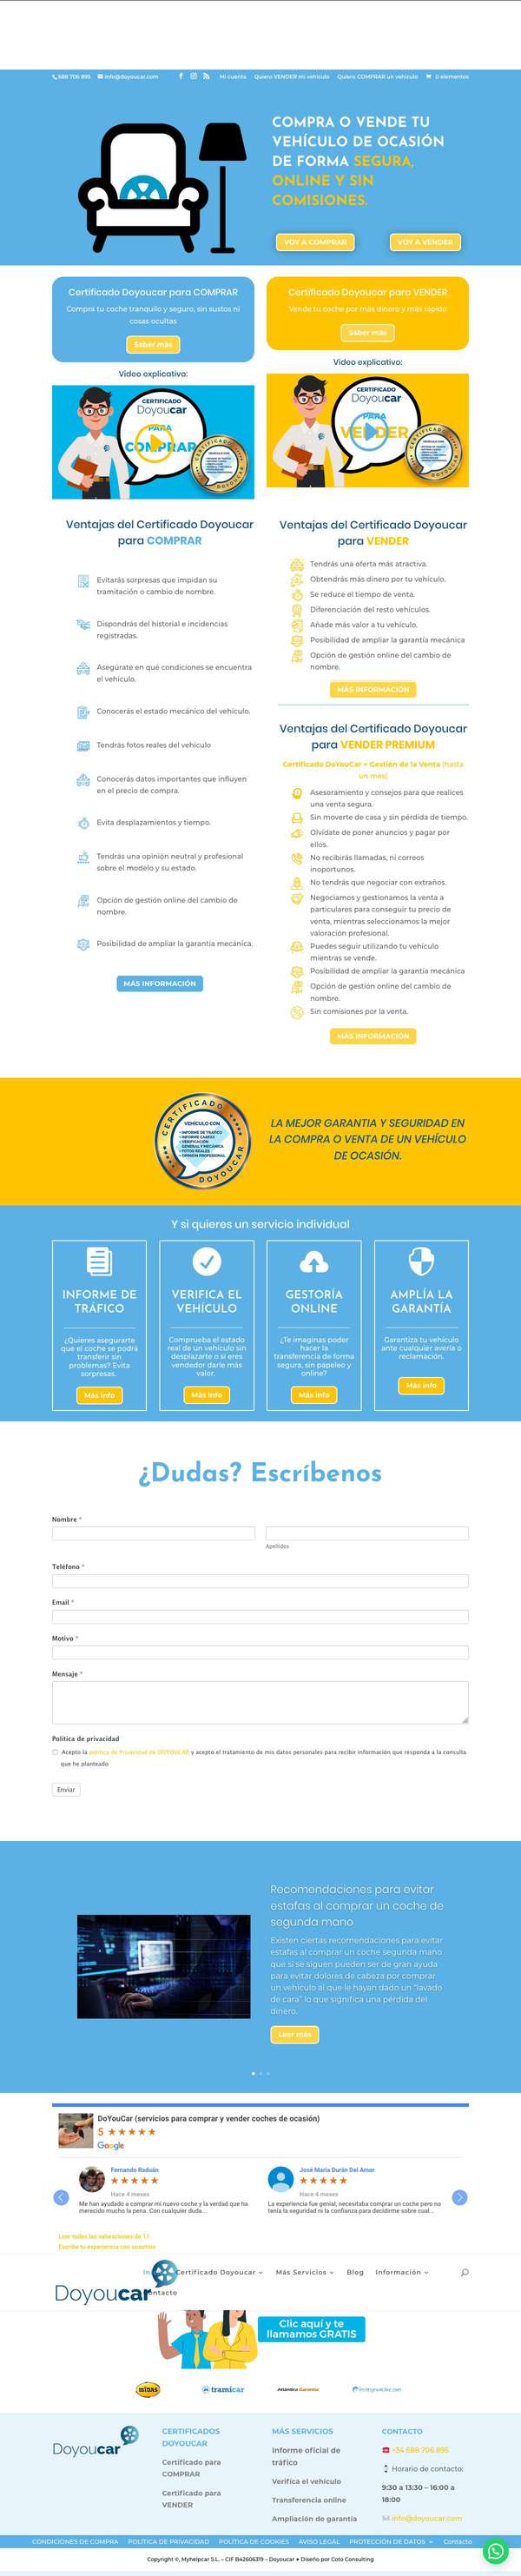 688 706 895 info@doyoucar.com Mi cuenta Quiero VENDER mi vehículo Quiero COMPRAR un vehículo 0 elementos
COMPRA O VENDE TU
VEHÍCULO DE OCASIÓN
DE FORMA SEGURA,
ONLINE Y SIN
COMISIONES.
VOY A COMPRAR VOY A VENDER
Certificado Doyoucar para COMPRAR
Compra tu coche tranquilo y seguro, sin sustos ni
cosas ocultas
Saber más
Video explicativo:
CERTIFICADO
Doyoucar
PARA
COMPRAR
Certificado Doyoucar para VENDER
Vende tu coche por más dinero y más rápido
Saber más
Video explicativo:
CERTIFICADO
Doyoucar
PARA
VENDER
Ventajas del Certificado Doyoucar
para COMPRAR
Evitarás sorpresas que impidan su
tramitación o cambio de nombre.
Dispondrás del historial e incidencias
registradas.
Asegúrate en qué condiciones se encuentra
el vehículo.
Conocerás el estado mecánico del vehículo.
Tendrás fotos reales del vehículo
Conocerás datos importantes que influyen
en el precio de compra.
Evita desplazamientos y tiempo.
Tendrás una opinión neutral y profesional
sobre el modelo y su estado.
Opción de gestión online del cambio de
nombre.
Posibilidad de ampliar la garantía mecánica.
MÁS INFORMACIÓN
Ventajas del Certificado Doyoucar
para VENDER
Tendrás una oferta más atractiva.
Obtendrás más dinero por tu vehículo.
Se reduce el tiempo de venta.
Diferenciación del resto vehículos.
Añade más valor a tu vehículo.
Posibilidad de ampliar la garantía mecánica
Opción de gestión online del cambio de
nombre.
MÁS INFORMACIÓN
Ventajas del Certificado Doyoucar
para VENDER PREMIUM
Certificado DoYouCar + Gestión de la Venta (hasta
un mes)
Asesoramiento y consejos para que realices
una venta segura.
Sin moverte de casa y sin pérdida de tiempo.
Olvídate de poner anuncios y pagar por
ellos.
No recibirás llamadas, ni correos
inoportunos.
No tendrás que negociar con extraños.
Negociamos y gestionamos la venta a
particulares para conseguir tu precio de
venta, mientras seleccionamos la mejor
valoración profesional.
Puedes seguir utilizando tu vehículo
mientras se vende.
Posibilidad de ampliar la garantía mecánica
Opción de gestión online del cambio de
nombre.
Sin comisiones por la venta.
MÁS INFORMACIÓN
CERTIFICADO
VEHÍCULO CON
INFORME DE TRÁFICO
INFORME CARFAX
VERIFICACIÓN
GENERAL Y MECÁNICA
FOTOS REALES
OPINIÓN PROFESIONAL
DOYOUCAR
LA MEJOR GARANTIA Y SEGURIDAD EN
LA COMPRA O VENTA DE UN VEHÍCULO
DE OCASIÓN.
Y si quieres un servicio individual
INFORME DE
TRÁFICO
¿Quieres asegurarte
que el coche se podrá
transferir sin
problemas? Evita
sorpresas.
Más info
VERIFICA EL
VEHÍCULO
Comprueba el estado
real de un vehículo sin
desplazarte o si eres
vendedor darle más
valor.
Más info
GESTORÍA
ONLINE
¿Te imaginas poder
hacer la
transferencia de forma
segura, sin papeleo y
online?
Más info
AMPLÍA LA
GARANTÍA
Garantiza tu vehículo
ante cualquier avería o
reclamación.
Más info
¿Dudas? Escríbenos
Nombre *
Apellidos
Teléfono *
Email *
Motivo *
Mensaje *
Política de privacidad
Acepto la política de Privacidad de DOYOUCAR y acepto el tratamiento de mis datos personales para recibir información que responda a la consulta
que he planteado
Enviar
Recomendaciones para evitar
estafas al comprar un coche de
segunda mano
Existen ciertas recomendaciones para evitar
estafas al comprar un coche segunda mano
que si se siguen pueden ser de gran ayuda
para evitar dolores de cabeza por comprar
un vehículo al que le hayan dado un "lavado
de cara" lo que significa una pérdida del
dinero.
Leer más
DoYouCar (servicios para comprar y vender coches de ocasión)
5
Google
Fernando Raduán
Hace 4 meses
Me han ayudado a comprar mi nuevo coche y la verdad que ha
merecido mucho la pena. Con cualquier duda...
José María Durán Del Amor
Hace 4 meses
La experiencia fue genial, necesitaba comprar un coche pero no
tenía la seguridad ni la confianza para decidirme sobre cual...
Leer todas las valoraciones de 11
Escribe tu experiencia con nosotros
Doyoucar
In Certificado Doyoucar Más Servicios Blog Información
ntacto
Clic aquí y te
llamamos GRATIS
MIDAS tramicar Atlántica Garantía
Doyoucar
CERTIFICADOS
DOYOUCAR
Certificado para
COMPRAR
Certificado para
VENDER
MÁS SERVICIOS
Informe oficial de
tráfico
Verifica el vehículo
Transferencia online
Ampliación de garantía
CONTACTO
+34 688 706 895
Horario de contacto:
9:30 a 13:30 – 16:00 a
18:00
info@doyoucar.com
CONDICIONES DE COMPRA POLÍTICA DE PRIVACIDAD POLÍTICA DE COOKIES AVISO LEGAL PROTECCIÓN DE DATOS Contacto
Copyright ©, Myhelpcar S.L. – CIF B42606319 – Doyoucar • Diseño por Coto Consulting